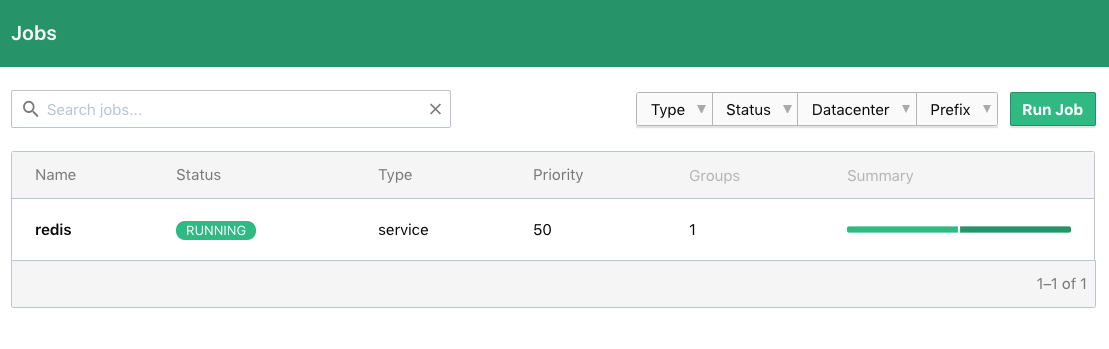 Jobs
Search jobs...
Type Status Datacenter Prefix Run Job
Name Status Type Priority Groups Summary
redis RUNNING service 50 1
1–1 of 1